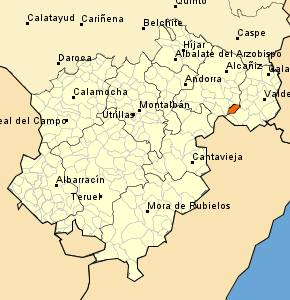 Quinto
Calatayud
Cariñena
Belchite
Caspe
Híjar
Daroca
Albalate del Arzobispo
Alcañiz
Cala
Andorra
Calamocha
Valde
Montalbán
Utrillas
eal del Campo
Cantavieja
Albarracín
Teruel
Mora de Rubielos